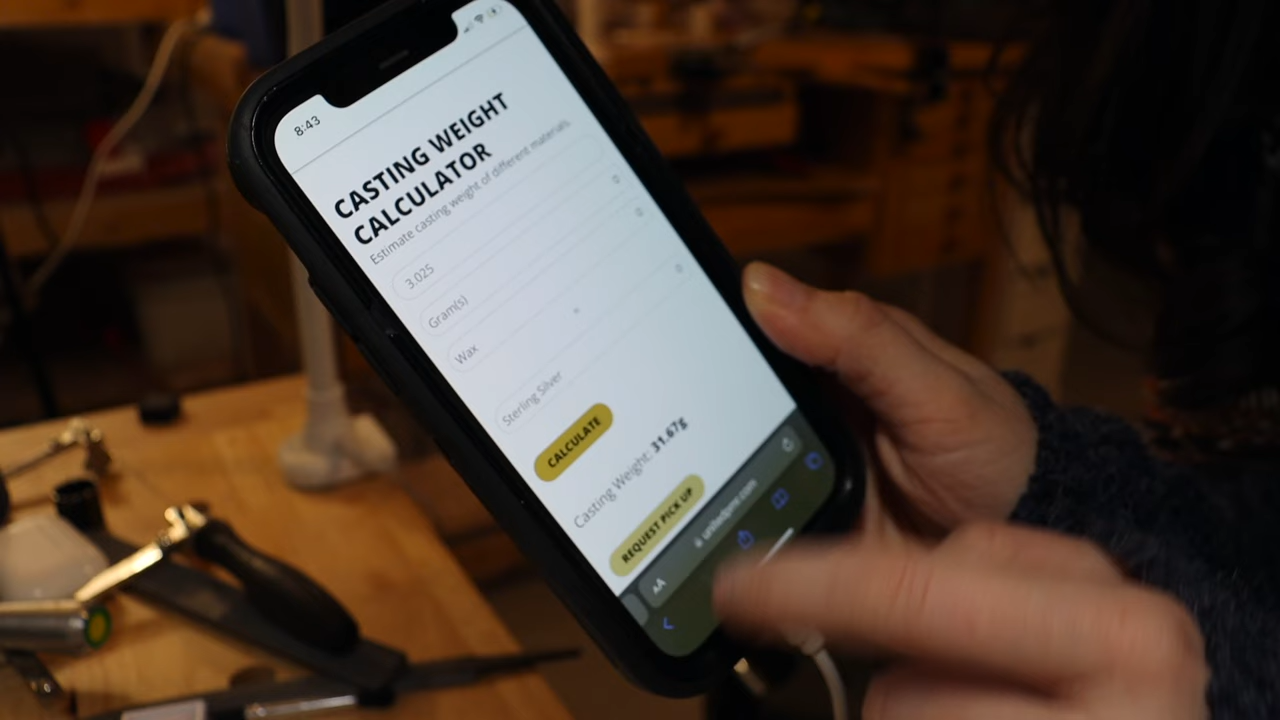 8:43
CASTING WEIGHT
CALCULATOR
Estimate casting weight of different materials.
3.025
Gram(s)
Wax
Sterling Silver
CALCULATE
Casting Weight: 31.67g
REQUEST PICK UP
AA unitedpmr.com